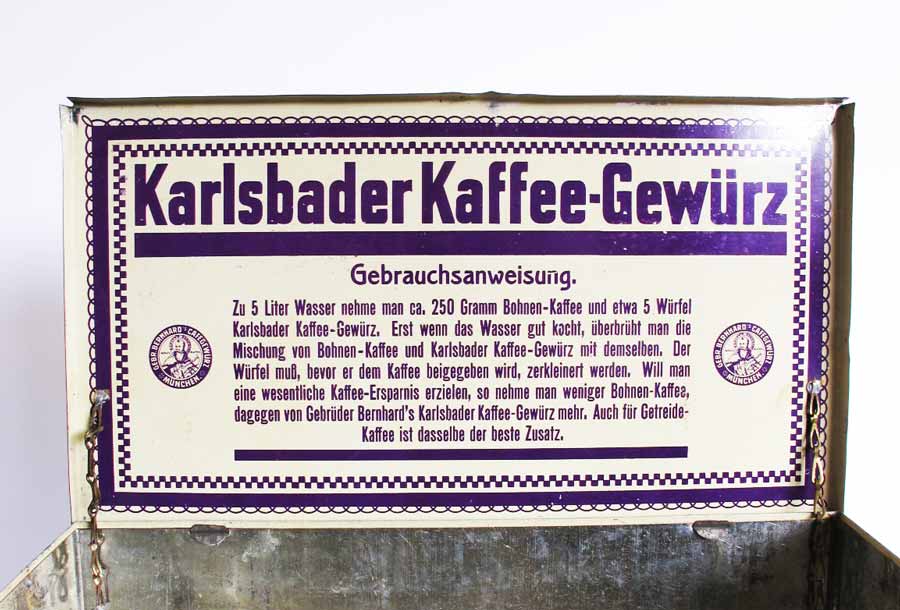 Karlsbader Kaffee-Gewürz
Gebrauchsanweisung.
Zu 5 Liter Wasser nehme man ca. 250 Gramm Bohnen-Kaffee und etwa 5 Würfel
Karlsbader Kaffee-Gewürz. Erst wenn das Wasser gut kocht, überbrüht man die
Mischung von Bohnen-Kaffee und Karlsbader Kaffee-Gewürz mit demselben. Der
Würfel muß, bevor er dem Kaffee beigegeben wird, zerkleinert werden. Will man
eine wesentliche Kaffee-Ersparnis erzielen, so nehme man weniger Bohnen-Kaffee,
dagegen von Gebrüder Bernhard's Karlsbader Kaffee-Gewürz mehr. Auch für Getreide-
Kaffee ist dasselbe der beste Zusatz.
GEBR BERNHARD'S CAFFEEGEWÜRZ
MÜNCHEN
GEBR BERNHARD'S CAFFEEGEWÜRZ
MÜNCHEN